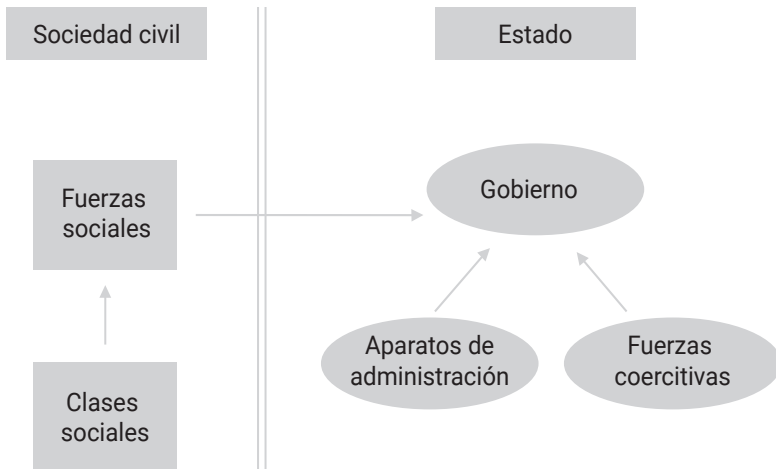 Sociedad civil
Estado
Fuerzas
sociales
Gobierno
Aparatos de
administración
Fuerzas
coercitivas
Clases
sociales